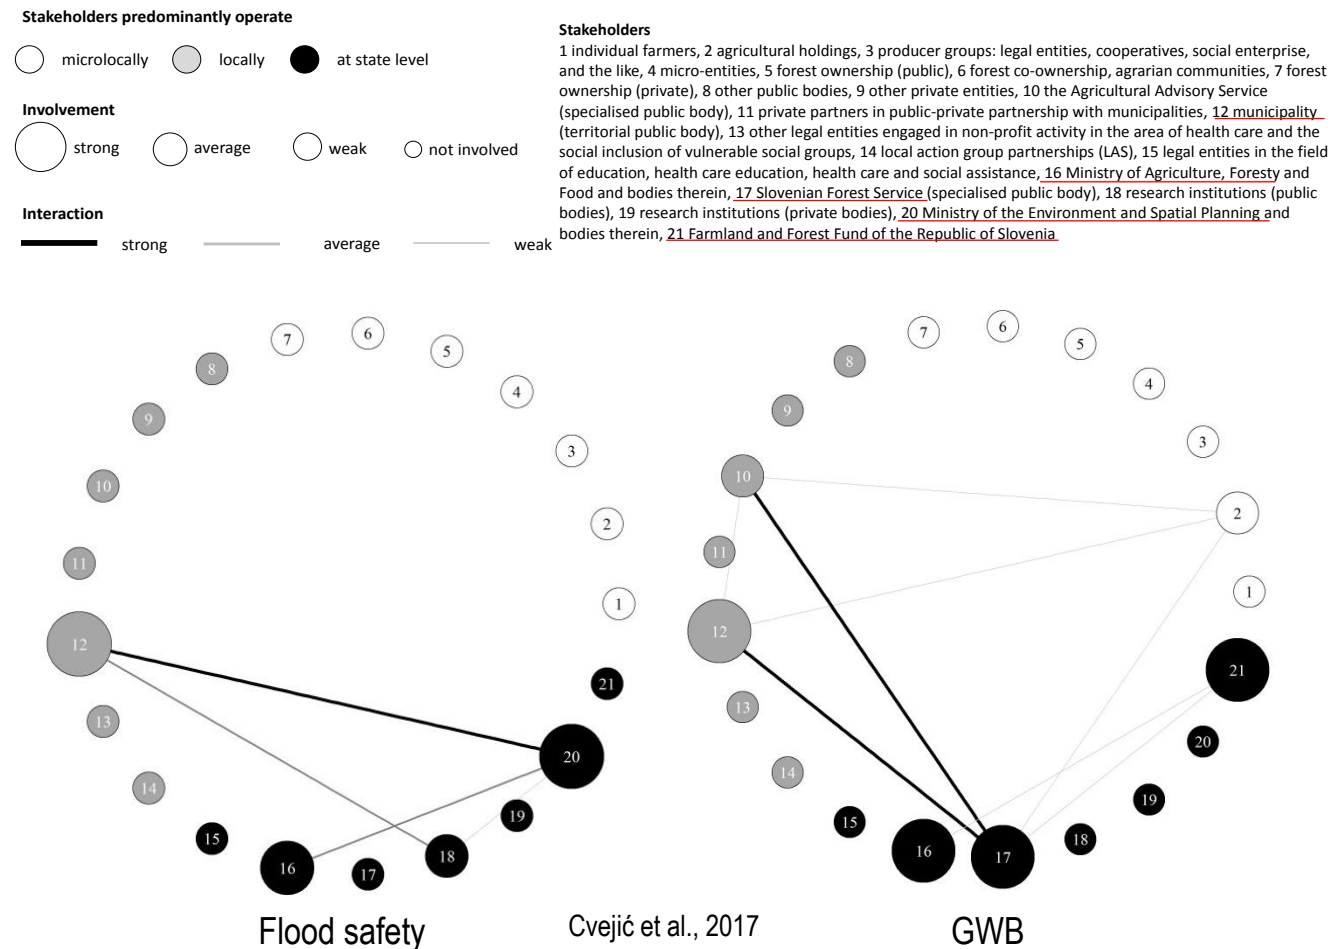 Stakeholders predominantly operate
microlocally locally at state level
Involvement
strong average weak not involved
Interaction
strong average weak
Stakeholders
1 individual farmers, 2 agricultural holdings, 3 producer groups: legal entities, cooperatives, social enterprise,
and the like, 4 micro-entities, 5 forest ownership (public), 6 forest co-ownership, agrarian communities, 7 forest
ownership (private), 8 other public bodies, 9 other private entities, 10 the Agricultural Advisory Service
(specialised public body), 11 private partners in public-private partnership with municipalities, 12 municipality
(territorial public body), 13 other legal entities engaged in non-profit activity in the area of health care and the
social inclusion of vulnerable social groups, 14 local action group partnerships (LAS), 15 legal entities in the field
of education, health care education, health care and social assistance, 16 Ministry of Agriculture, Foresty and
Food and bodies therein, 17 Slovenian Forest Service (specialised public body), 18 research institutions (public
bodies), 19 research institutions (private bodies), 20 Ministry of the Environment and Spatial Planning and
bodies therein, 21 Farmland and Forest Fund of the Republic of Slovenia
1
2
3
4
5
6
7
8
9
10
11
12
13
14
15
16
17
18
19
20
21
Flood safety
Cvejić et al., 2017
1
2
3
4
5
6
7
8
9
10
11
12
13
14
15
16
17
18
19
20
21
GWB